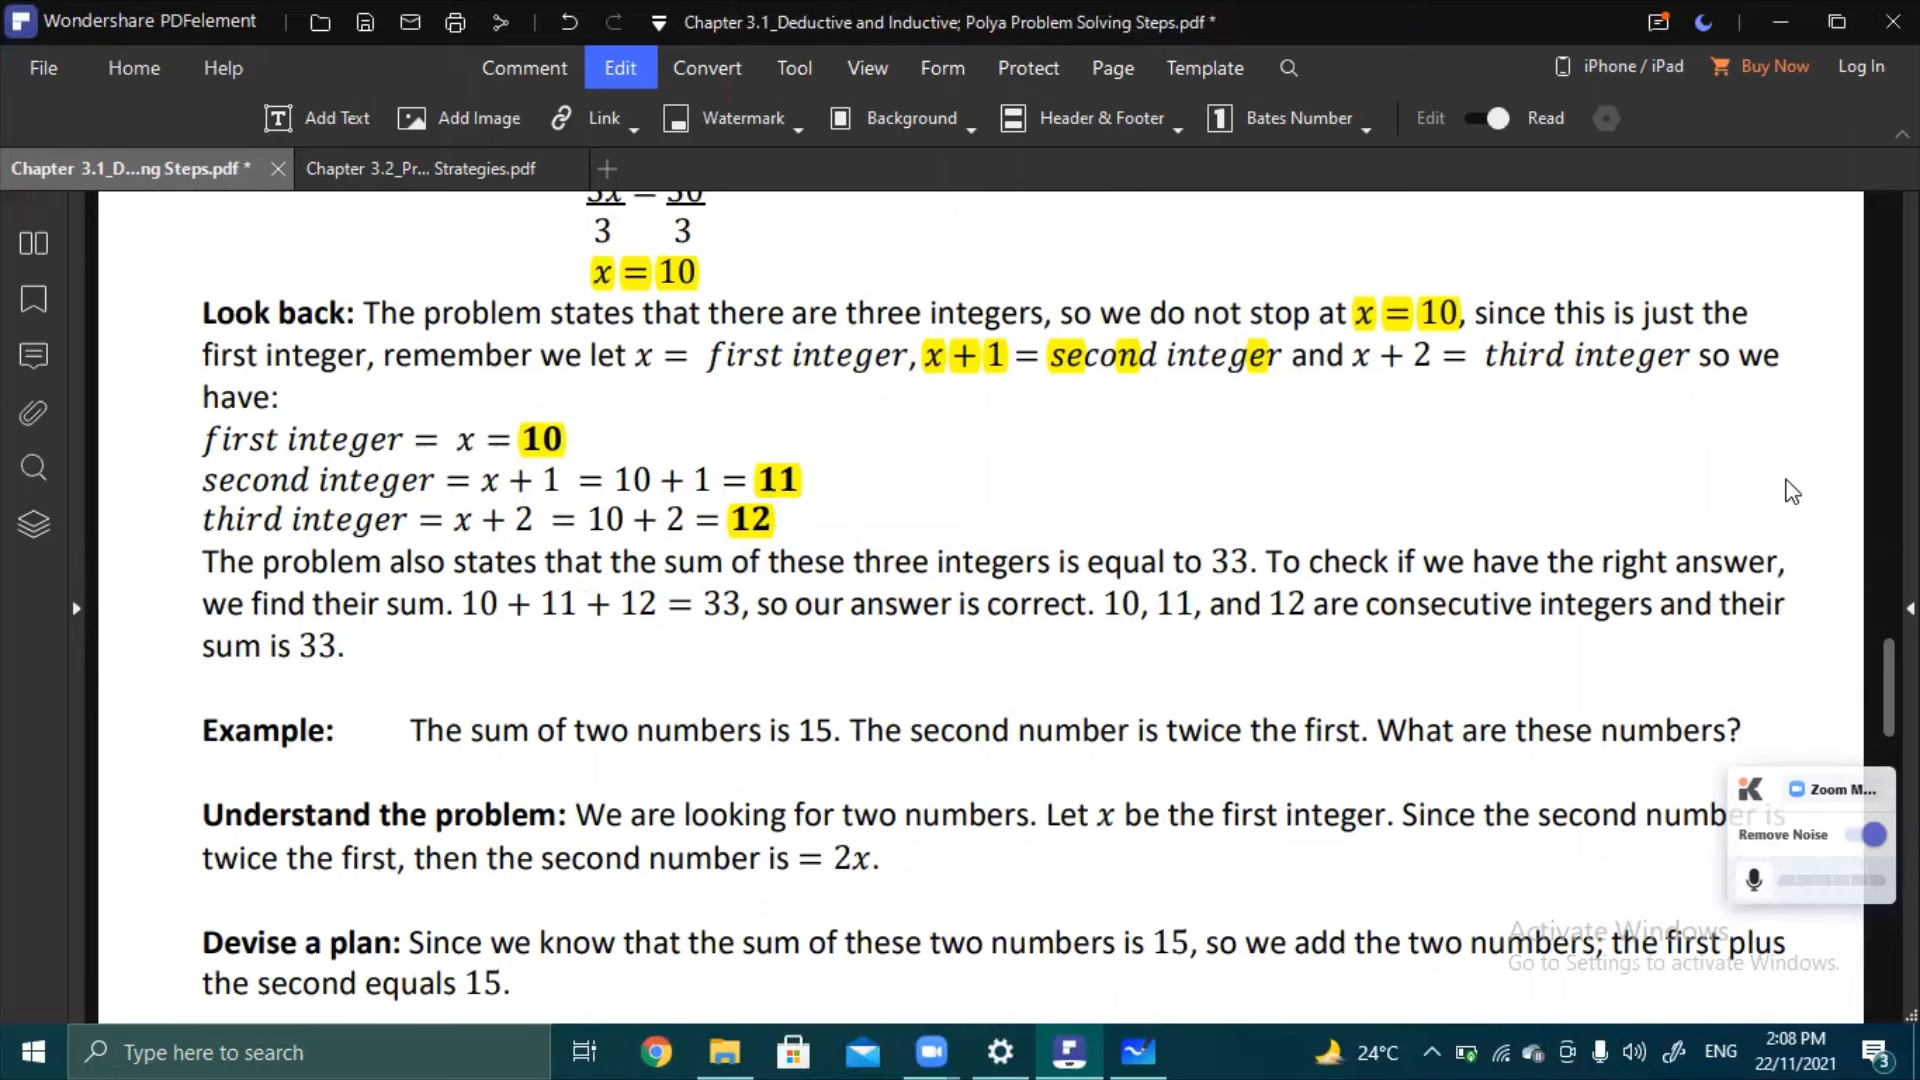 Wondershare PDFelement
Chapter 3.1_Deductive and Inductive; Polya Problem Solving Steps.pdf *
File Home Help Comment Edit Convert Tool View Form Protect Page Template iPhone / iPad Buy Now Log In
Add Text Add Image Link Watermark Background Header & Footer Bates Number Edit Read
Chapter 3.1_D...ng Steps.pdf * Chapter 3.2_Pr... Strategies.pdf
3x = 30
3 3
x = 10
Look back: The problem states that there are three integers, so we do not stop at x = 10, since this is just the
first integer, remember we let x = first integer, x + 1 = second integer and x + 2 = third integer so we
have:
first integer = x = 10
second integer = x + 1 = 10 + 1 = 11
third integer = x + 2 = 10 + 2 = 12
The problem also states that the sum of these three integers is equal to 33. To check if we have the right answer,
we find their sum. 10 + 11 + 12 = 33, so our answer is correct. 10, 11, and 12 are consecutive integers and their
sum is 33.
Example: The sum of two numbers is 15. The second number is twice the first. What are these numbers?
Zoom M...
Understand the problem: We are looking for two numbers. Let x be the first integer. Since the second number is
Remove Noise
twice the first, then the second number is = 2x.
Activate Windows
Devise a plan: Since we know that the sum of these two numbers is 15, so we add the two numbers; the first plus
Go to Settings to activate Windows.
the second equals 15.
Type here to search
24°C ENG
2:08 PM
22/11/2021
3